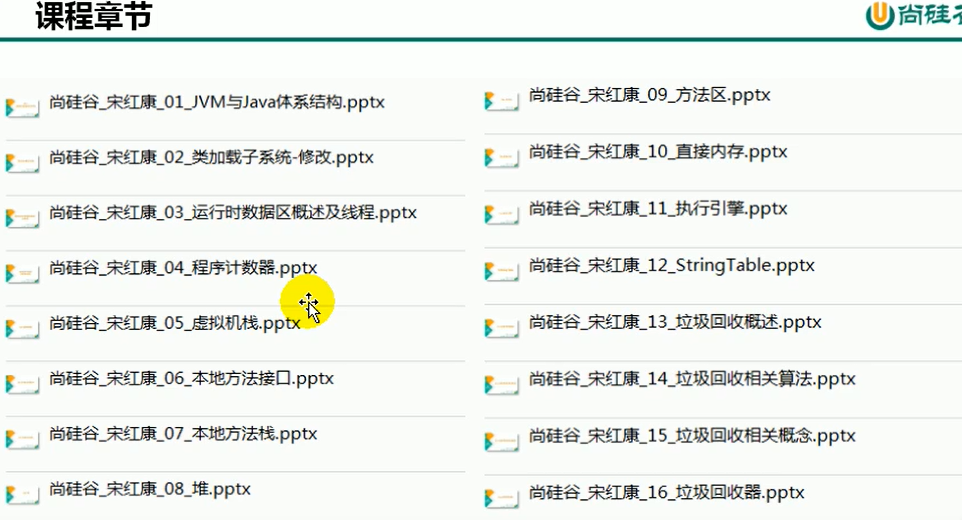 课程章节
尚硅
尚硅谷_宋红康_01_JVM与Java体系结构.pptx
尚硅谷_宋红康_02_类加载子系统-修改.pptx
尚硅谷_宋红康_03_运行时数据区概述及线程.pptx
尚硅谷_宋红康_04_程序计数器.pptx
尚硅谷_宋红康_05_虚拟机栈.pptx
尚硅谷_宋红康_06_本地方法接口.pptx
尚硅谷_宋红康_07_本地方法栈.pptx
尚硅谷_宋红康_08_堆.pptx
尚硅谷_宋红康_09_方法区.pptx
尚硅谷_宋红康_10_直接内存.pptx
尚硅谷_宋红康_11_执行引擎.pptx
尚硅谷_宋红康_12_StringTable.pptx
尚硅谷_宋红康_13_垃圾回收概述.pptx
尚硅谷_宋红康_14_垃圾回收相关算法.pptx
尚硅谷_宋红康_15_垃圾回收相关概念.pptx
尚硅谷_宋红康_16_垃圾回收器.pptx